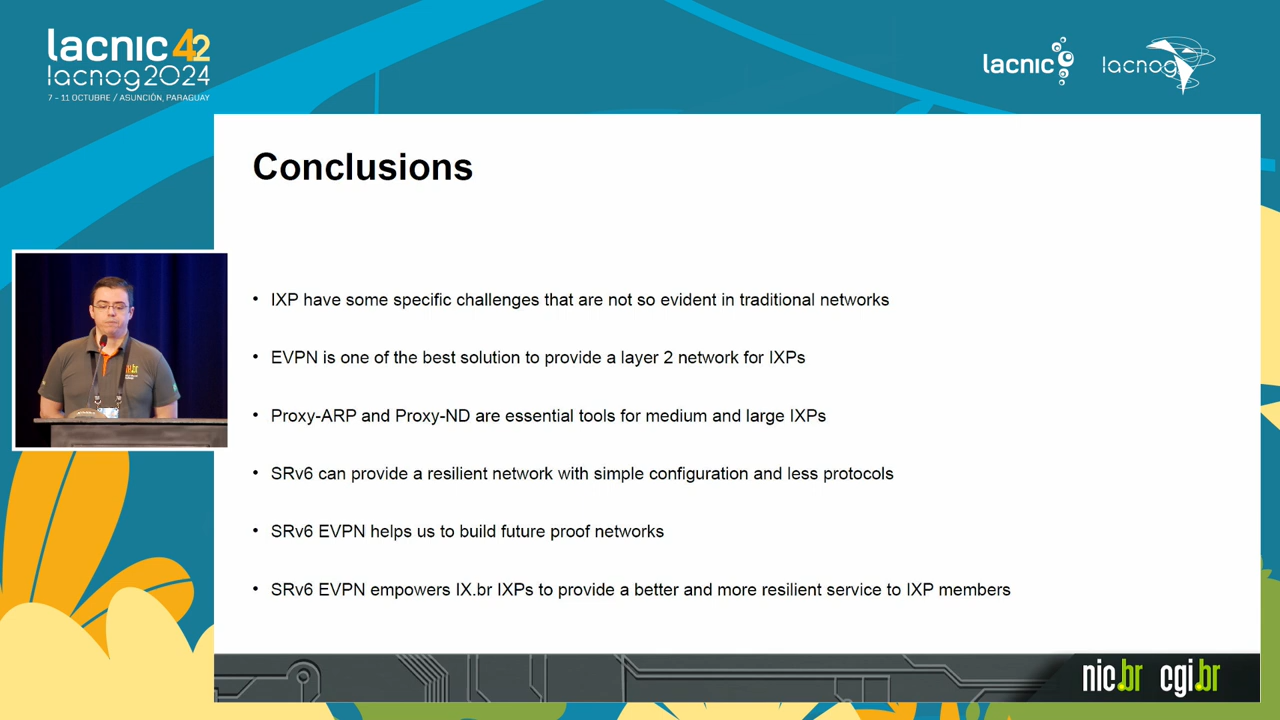 lacnic 42
lacnog2024
7 - 11 OCTUBRE / ASUNCIÓN, PARAGUAY
lacnic
lacnog
Conclusions
• IXP have some specific challenges that are not so evident in traditional networks
• EVPN is one of the best solution to provide a layer 2 network for IXPs
• Proxy-ARP and Proxy-ND are essential tools for medium and large IXPs
• SRv6 can provide a resilient network with simple configuration and less protocols
• SRv6 EVPN helps us to build future proof networks
• SRv6 EVPN empowers IX.br IXPs to provide a better and more resilient service to IXP members
nic.br cgi.br